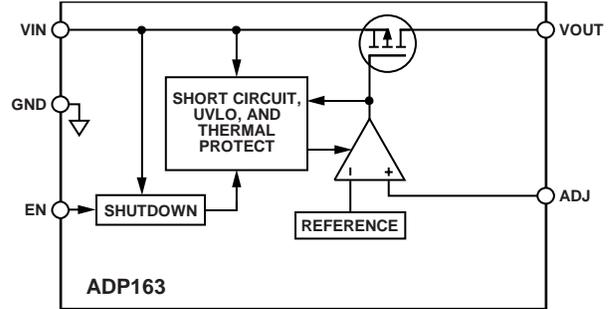 VIN
VOUT
GND
SHORT CIRCUIT,
UVLO, AND
THERMAL
PROTECT
EN
SHUTDOWN
REFERENCE
ADJ
ADP163